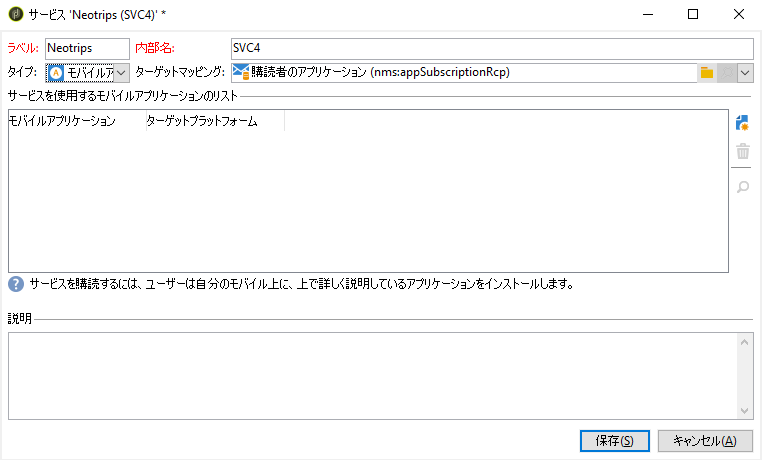 サービス 'Neotrips (SVC4)' *
ラベル: Neotrips 内部名: SVC4
タイプ: モバイルア ターゲットマッピング: 購読者のアプリケーション (nms:appSubscriptionRcp)
サービスを使用するモバイルアプリケーションのリスト
モバイルアプリケーション ターゲットプラットフォーム
サービスを購読するには、ユーザーは自分のモバイル上に、上で詳しく説明しているアプリケーションをインストールします。
説明
保存(S) キャンセル(A)